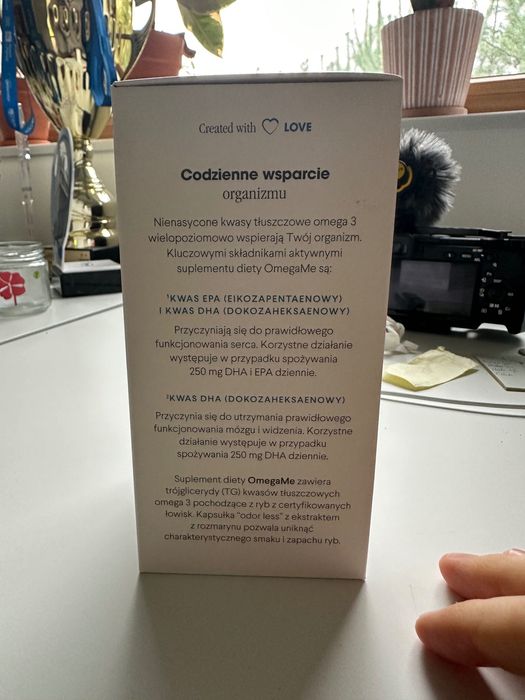 Created with LOVE
Codzienne wsparcie
organizmu
Nienasycone kwasy tłuszczowe omega 3
wielopoziomowo wspierają Twój organizm.
Kluczowymi składnikami aktywnymi
suplementu diety OmegaMe są:
¹KWAS EPA (EIKOZAPENTAENOWY)
I KWAS DHA (DOKOZAHEKSAENOWY)
Przyczyniają się do prawidłowego
funkcjonowania serca. Korzystne działanie
występuje w przypadku spożywania
250 mg DHA i EPA dziennie.
²KWAS DHA (DOKOZAHEKSAENOWY)
Przyczynia się do utrzymania prawidłowego
funkcjonowania mózgu i widzenia. Korzystne
działanie występuje w przypadku
spożywania 250 mg DHA dziennie.
Suplement diety OmegaMe zawiera
trójglicerydy (TG) kwasów tłuszczowych
omega 3 pochodzące z ryb z certyfikowanych
łowisk. Kapsułka "odor less" z ekstraktem
z rozmarynu pozwala uniknąć
charakterystycznego smaku i zapachu ryb.